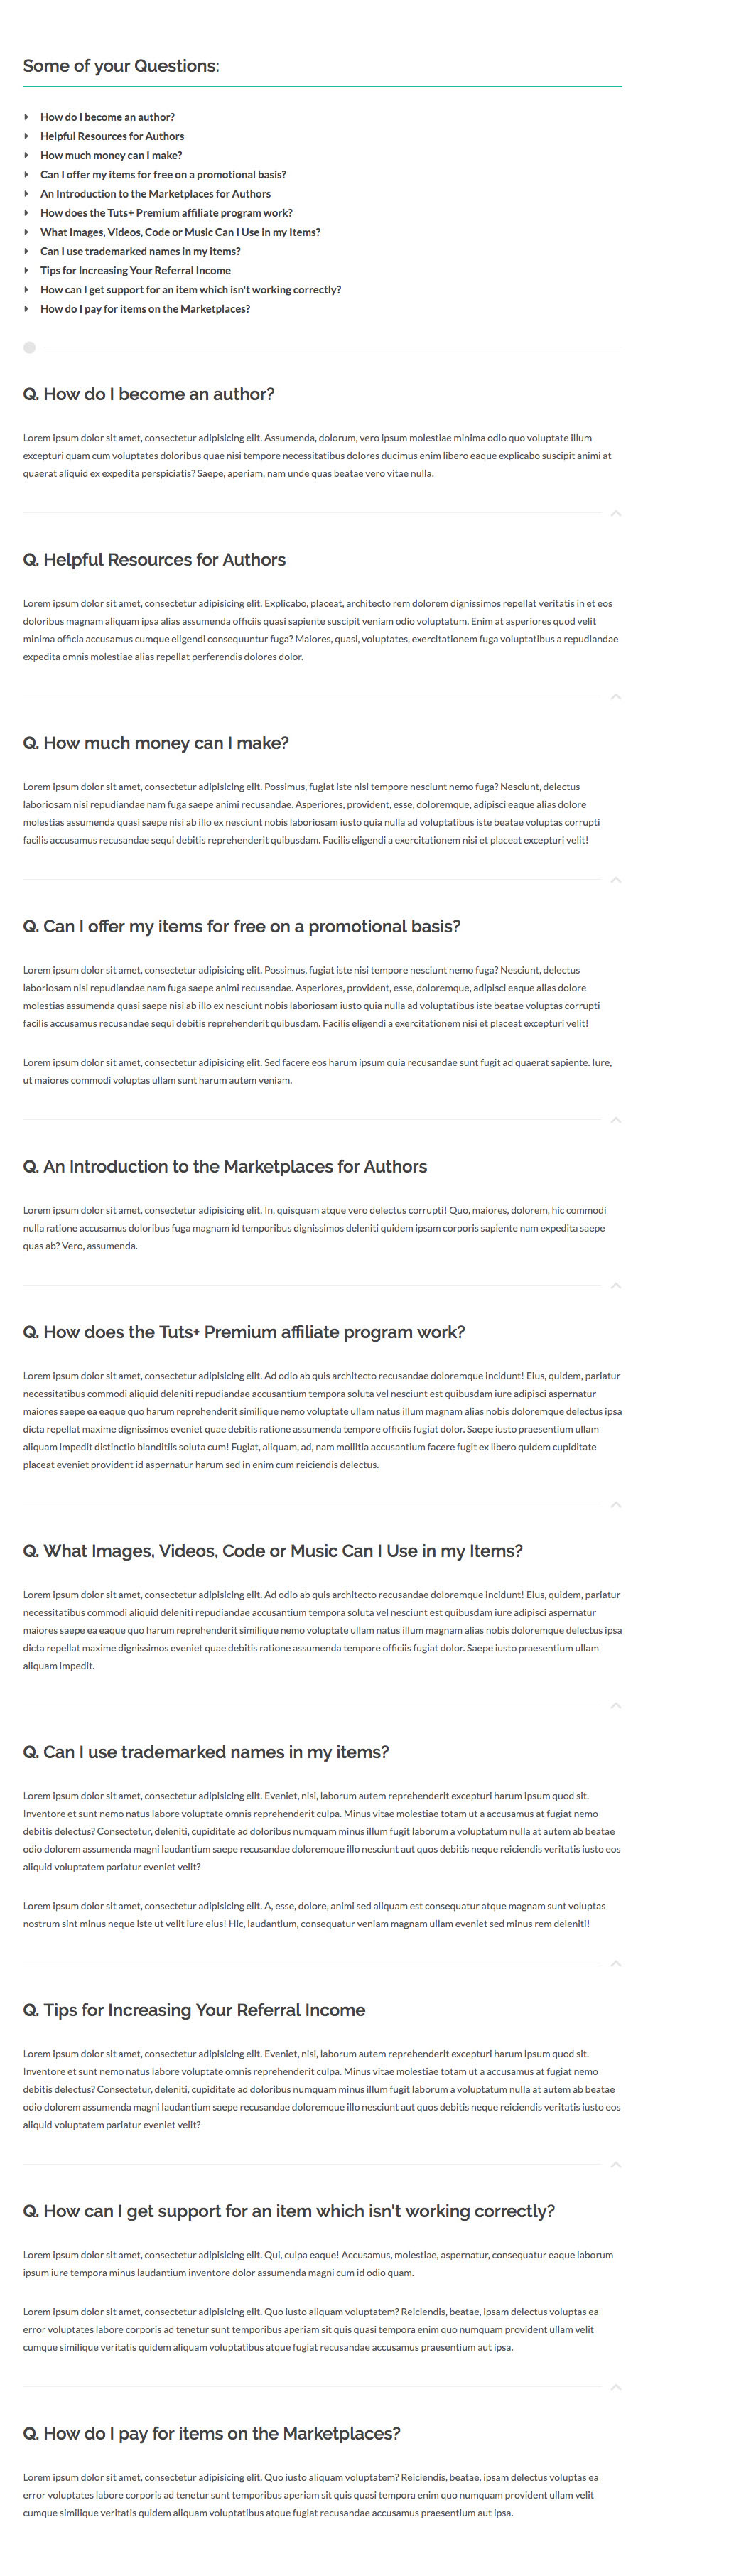 Some of your Questions:
How do I become an author?
Helpful Resources for Authors
How much money can I make?
Can I offer my items for free on a promotional basis?
An Introduction to the Marketplaces for Authors
How does the Tuts+ Premium affiliate program work?
What Images, Videos, Code or Music Can I Use in my Items?
Can I use trademarked names in my items?
Tips for Increasing Your Referral Income
How can I get support for an item which isn't working correctly?
How do I pay for items on the Marketplaces?
Q. How do I become an author?
Lorem ipsum dolor sit amet, consectetur adipisicing elit. Assumenda, dolorum, vero ipsum molestiae minima odio quo voluptate illum
excepturi quam cum voluptates doloribus quae nisi tempore necessitatibus dolores ducimus enim libero eaque explicabo suscipit animi at
quaerat aliquid ex expedita perspiciatis? Saepe, aperiam, nam unde quas beatae vero vitae nulla.
Q. Helpful Resources for Authors
Lorem ipsum dolor sit amet, consectetur adipisicing elit. Explicabo, placeat, architecto rem dolorem dignissimos repellat veritatis in et eos
doloribus magnam aliquam ipsa alias assumenda officiis quasi sapiente suscipit veniam odio voluptatum. Enim at asperiores quod velit
minima officia accusamus cumque eligendi consequuntur fuga? Maiores, quasi, voluptates, exercitationem fuga voluptatibus a repudiandae
expedita omnis molestiae alias repellat perferendis dolores dolor.
Q. How much money can I make?
Lorem ipsum dolor sit amet, consectetur adipisicing elit. Possimus, fugiat iste nisi tempore nesciunt nemo fuga? Nesciunt, delectus
laboriosam nisi repudiandae nam fuga saepe animi recusandae. Asperiores, provident, esse, doloremque, adipisci eaque alias dolore
molestias assumenda quasi saepe nisi ab illo ex nesciunt nobis laboriosam iusto quia nulla ad voluptatibus iste beatae voluptas corrupti
facilis accusamus recusandae sequi debitis reprehenderit quibusdam. Facilis eligendi a exercitationem nisi et placeat excepturi velit!
Q. Can I offer my items for free on a promotional basis?
Lorem ipsum dolor sit amet, consectetur adipisicing elit. Possimus, fugiat iste nisi tempore nesciunt nemo fuga? Nesciunt, delectus
laboriosam nisi repudiandae nam fuga saepe animi recusandae. Asperiores, provident, esse, doloremque, adipisci eaque alias dolore
molestias assumenda quasi saepe nisi ab illo ex nesciunt nobis laboriosam iusto quia nulla ad voluptatibus iste beatae voluptas corrupti
facilis accusamus recusandae sequi debitis reprehenderit quibusdam. Facilis eligendi a exercitationem nisi et placeat excepturi velit!
Lorem ipsum dolor sit amet, consectetur adipisicing elit. Sed facere eos harum ipsum quia recusandae sunt fugit ad quaerat sapiente. Iure,
ut maiores commodi voluptas ullam sunt harum autem veniam.
Q. An Introduction to the Marketplaces for Authors
Lorem ipsum dolor sit amet, consectetur adipisicing elit. In, quisquam atque vero delectus corrupti! Quo, maiores, dolorem, hic commodi
nulla ratione accusamus doloribus fuga magnam id temporibus dignissimos deleniti quidem ipsam corporis sapiente nam expedita saepe
quas ab? Vero, assumenda.
Q. How does the Tuts+ Premium affiliate program work?
Lorem ipsum dolor sit amet, consectetur adipisicing elit. Ad odio ab quis architecto recusandae doloremque incidunt! Eius, quidem, pariatur
necessitatibus commodi aliquid deleniti repudiandae accusantium tempora soluta vel nesciunt est quibusdam iure adipisci aspernatur
maiores saepe ea eaque quo harum reprehenderit similique nemo voluptate ullam natus illum magnam alias nobis doloremque delectus ipsa
dicta repellat maxime dignissimos eveniet quae debitis ratione assumenda tempore officiis fugiat dolor. Saepe iusto praesentium ullam
aliquam impedit distinctio blanditiis soluta cum! Fugiat, aliquam, ad, nam mollitia accusantium facere fugit ex libero quidem cupiditate
placeat eveniet provident id aspernatur harum sed in enim cum reiciendis delectus.
Q. What Images, Videos, Code or Music Can I Use in my Items?
Lorem ipsum dolor sit amet, consectetur adipisicing elit. Ad odio ab quis architecto recusandae doloremque incidunt! Eius, quidem, pariatur
necessitatibus commodi aliquid deleniti repudiandae accusantium tempora soluta vel nesciunt est quibusdam iure adipisci aspernatur
maiores saepe ea eaque quo harum reprehenderit similique nemo voluptate ullam natus illum magnam alias nobis doloremque delectus ipsa
dicta repellat maxime dignissimos eveniet quae debitis ratione assumenda tempore officiis fugiat dolor. Saepe iusto praesentium ullam
aliquam impedit.
Q. Can I use trademarked names in my items?
Lorem ipsum dolor sit amet, consectetur adipisicing elit. Eveniet, nisi, laborum autem reprehenderit excepturi harum ipsum quod sit.
Inventore et sunt nemo natus labore voluptate omnis reprehenderit culpa. Minus vitae molestiae totam ut a accusamus at fugiat nemo
debitis delectus? Consectetur, deleniti, cupiditate ad doloribus numquam minus illum fugit laborum a voluptatum nulla at autem ab beatae
odio dolorem assumenda magni laudantium saepe recusandae doloremque illo nesciunt aut quos debitis neque reiciendis veritatis iusto eos
aliquid voluptatem pariatur eveniet velit?
Lorem ipsum dolor sit amet, consectetur adipisicing elit. A, esse, dolore, animi sed aliquam est consequatur atque magnam sunt voluptas
nostrum sint minus neque iste ut velit iure eius! Hic, laudantium, consequatur veniam magnam ullam eveniet sed minus rem deleniti!
Q. Tips for Increasing Your Referral Income
Lorem ipsum dolor sit amet, consectetur adipisicing elit. Eveniet, nisi, laborum autem reprehenderit excepturi harum ipsum quod sit.
Inventore et sunt nemo natus labore voluptate omnis reprehenderit culpa. Minus vitae molestiae totam ut a accusamus at fugiat nemo
debitis delectus? Consectetur, deleniti, cupiditate ad doloribus numquam minus illum fugit laborum a voluptatum nulla at autem ab beatae
odio dolorem assumenda magni laudantium saepe recusandae doloremque illo nesciunt aut quos debitis neque reiciendis veritatis iusto eos
aliquid voluptatem pariatur eveniet velit?
Q. How can I get support for an item which isn't working correctly?
Lorem ipsum dolor sit amet, consectetur adipisicing elit. Qui, culpa eaque! Accusamus, molestiae, aspernatur, consequatur eaque laborum
ipsum iure tempora minus laudantium inventore dolor assumenda magni cum id odio quam.
Lorem ipsum dolor sit amet, consectetur adipisicing elit. Quo iusto aliquam voluptatem? Reiciendis, beatae, ipsam delectus voluptas ea
error voluptates labore corporis ad tenetur sunt temporibus aperiam sit quis quasi tempora enim quo numquam provident ullam velit
cumque similique veritatis quidem aliquam voluptatibus atque fugiat recusandae accusamus praesentium aut ipsa.
Q. How do I pay for items on the Marketplaces?
Lorem ipsum dolor sit amet, consectetur adipisicing elit. Quo iusto aliquam voluptatem? Reiciendis, beatae, ipsam delectus voluptas ea
error voluptates labore corporis ad tenetur sunt temporibus aperiam sit quis quasi tempora enim quo numquam provident ullam velit
cumque similique veritatis quidem aliquam voluptatibus atque fugiat recusandae accusamus praesentium aut ipsa.